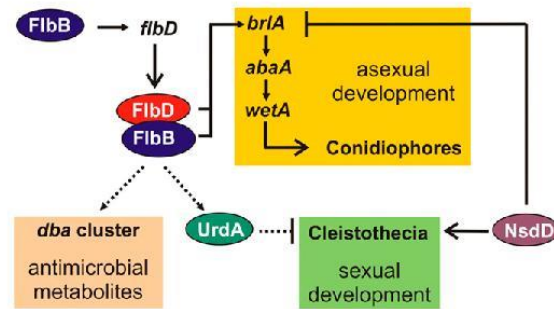 FlbB
flbD
FlbD
FlbB
brlA
abaA
wetA
asexual
development
Conidiophores
dba cluster
antimicrobial
metabolites
UrdA
Cleistothecia
sexual
development
NsdD